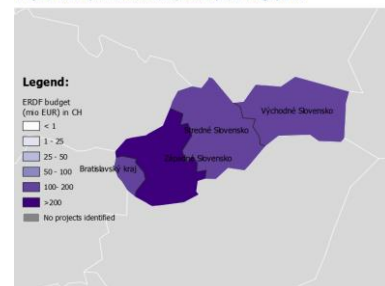 Legend:
ERDF budget
(mio EUR) in CH
< 1
1 - 25
25 - 50
50 - 100
100- 200
>200
No projects identified
Východné Slovensko
Stredné Slovensko
Západné Slovensko
Bratislavský kraj